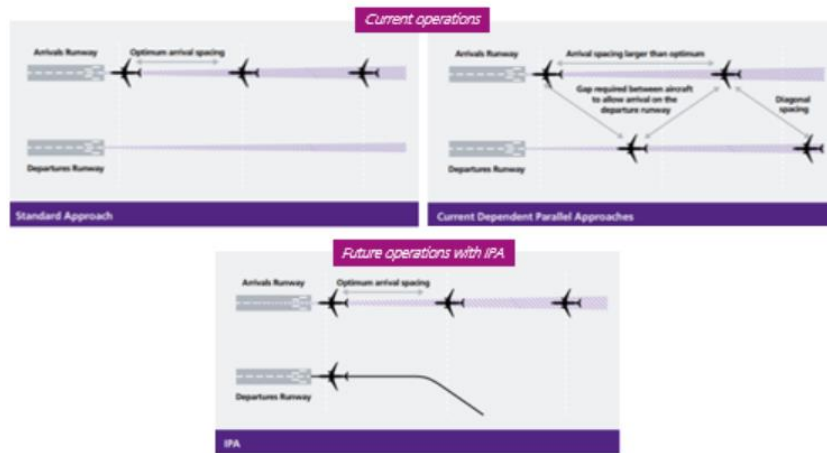 Current operations
Arrivals Runway
Optimum arrival spacing
Departures Runway
Standard Approach
Arrivals Runway
Arrival spacing larger than optimum
Gap required between aircraft
to allow arrival on the
departure runway
Diagonal
spacing
Departures Runway
Current Dependent Parallel Approaches
Future operations with IPA
Arrivals Runway
Optimum arrival spacing
Departures Runway
IPA